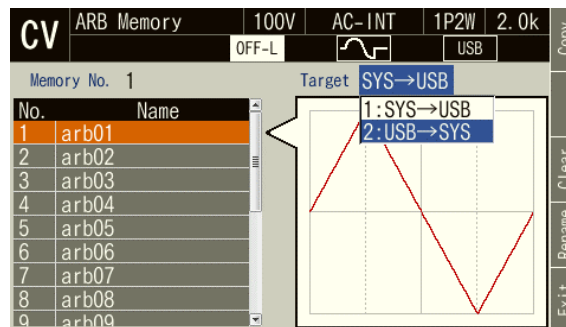 CV
ARB Memory
100V
AC-INT
1P2W
2.0k
OFF-L
USB
Copy
Memory No. 1
Target SYS→USB
1:SYS→USB
2:USB→SYS
No. Name
1 arb01
2 arb02
3 arb03
4 arb04
5 arb05
6 arb06
7 arb07
8 arb08
9 arb09
Clear
Rename
Exit